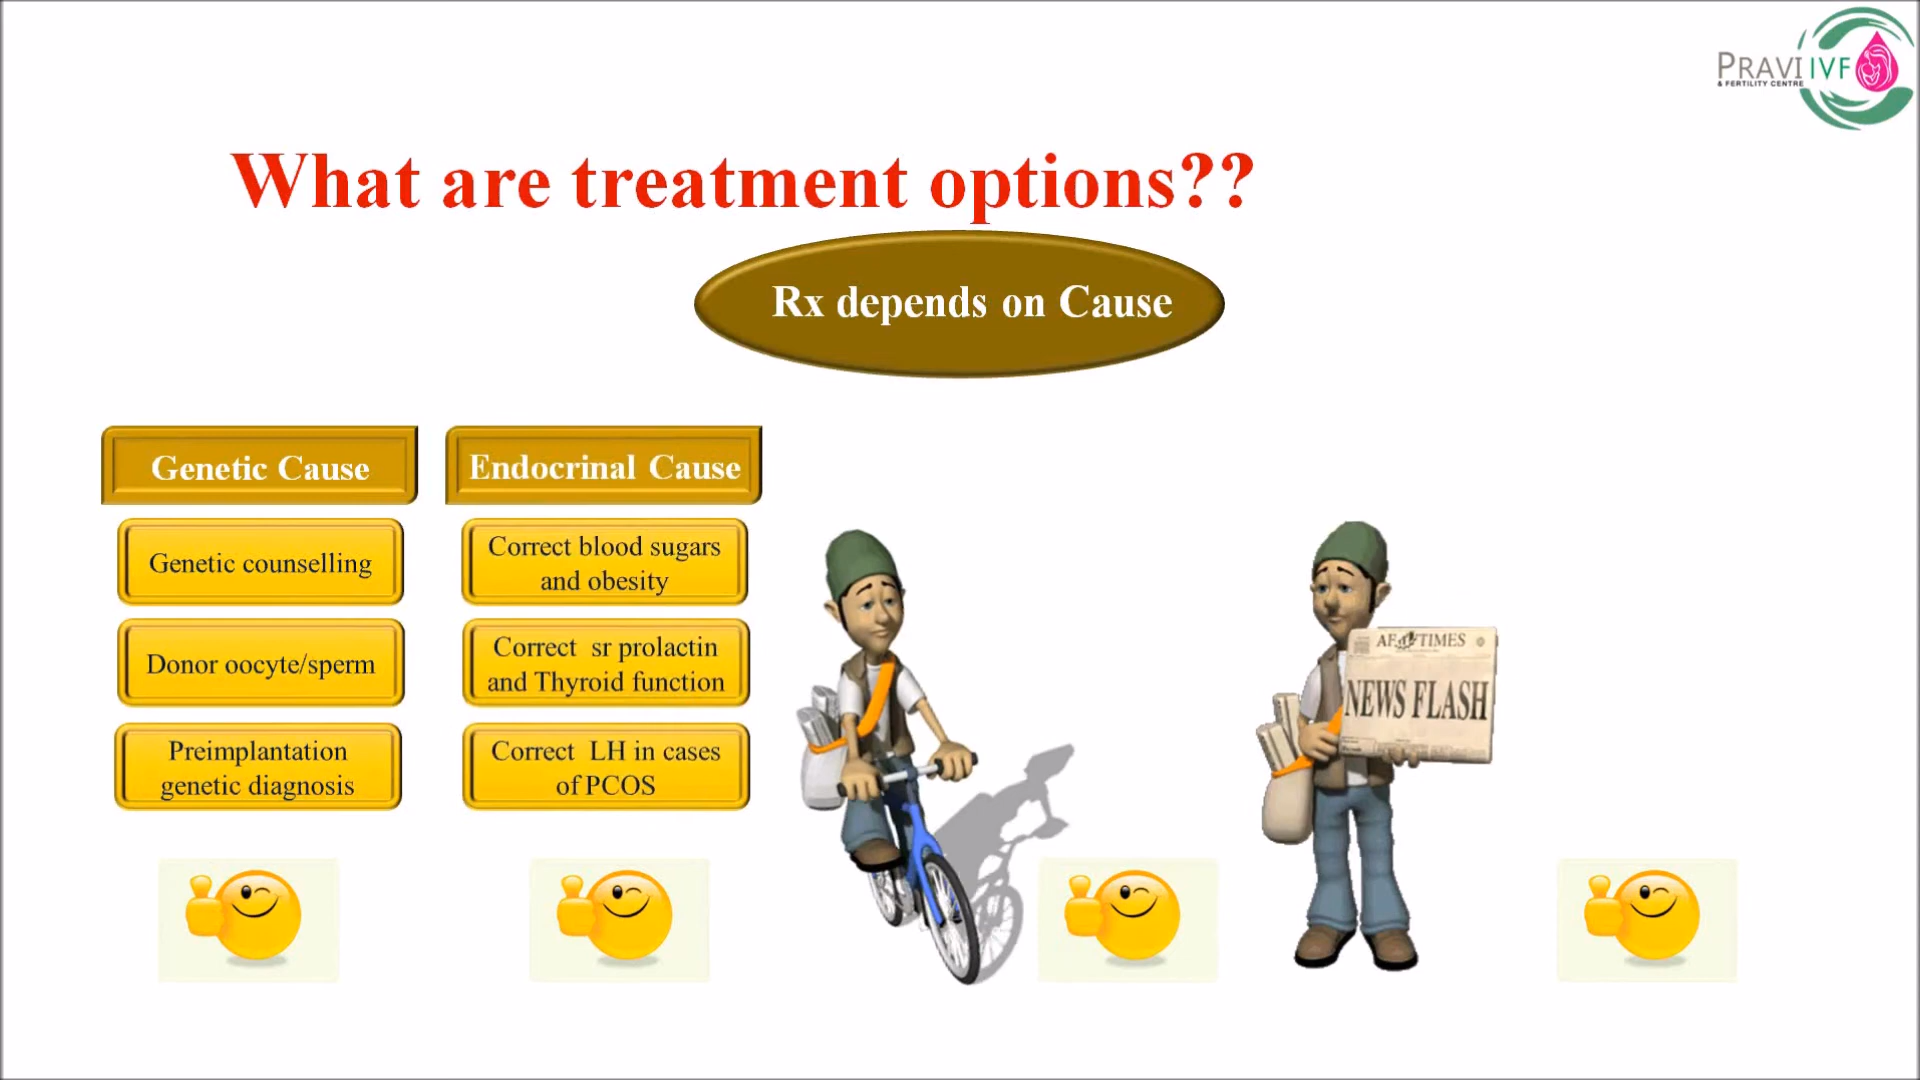 PRAVI IVF
& FERTILITY CENTRE
What are treatment options??
Rx depends on Cause
Genetic Cause
Genetic counselling
Donor oocyte/sperm
Preimplantation
genetic diagnosis
Endocrinal Cause
Correct blood sugars
and obesity
Correct sr prolactin
and Thyroid function
Correct LH in cases
of PCOS
TIMES
NEWS FLASH